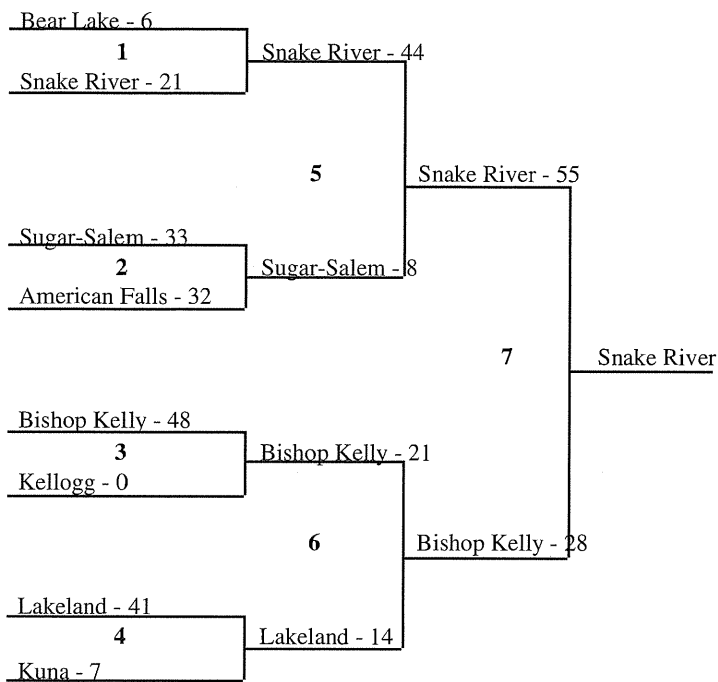 Bear Lake - 6
1
Snake River - 44
Snake River - 21
5
Snake River - 55
Sugar-Salem - 33
2
Sugar-Salem - 8
American Falls - 32
7
Snake River
Bishop Kelly - 48
3
Bishop Kelly - 21
Kellogg - 0
6
Bishop Kelly - 28
Lakeland - 41
4
Lakeland - 14
Kuna - 7